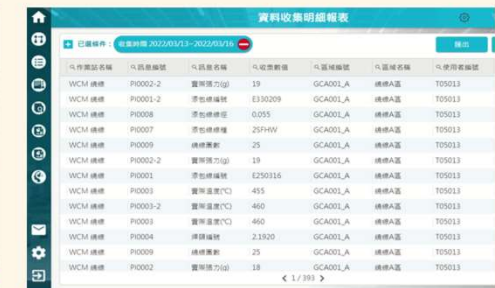 資料收集明細報表
已選條件： 收集時間 2022/03/13~2022/03/16 匯出
作業站名稱 訊息編號 訊息名稱 收集數值 區域編號 區域名稱 使用者編號
WCM 繞線 PI0002-2 實際張力(g) 19 GCA001_A 繞線A區 T05013
WCM 繞線 PI0001-2 漆包線編號 E330209 GCA001_A 繞線A區 T05013
WCM 繞線 PI0008 漆包線線徑 0.055 GCA001_A 繞線A區 T05013
WCM 繞線 PI0007 漆包線線種 2SFHW GCA001_A 繞線A區 T05013
WCM 繞線 PI0009 繞線圈數 25 GCA001_A 繞線A區 T05013
WCM 繞線 PI0002-2 實際張力(g) 19 GCA001_A 繞線A區 T05013
WCM 繞線 PI0001 漆包線編號 E250316 GCA001_A 繞線A區 T05013
WCM 繞線 PI0003 實際溫度(℃) 455 GCA001_A 繞線A區 T05013
WCM 繞線 PI0003-2 實際溫度(℃) 460 GCA001_A 繞線A區 T05013
WCM 繞線 PI0003 實際溫度(℃) 460 GCA001_A 繞線A區 T05013
WCM 繞線 PI0004 2.1920 GCA001_A 繞線A區 T05013
WCM 繞線 PI0009 繞線圈數 25 GCA001_A 繞線A區 T05013
WCM 繞線 PI0002 實際張力(g) 18 GCA001_A 繞線A區 T05013
1 / 393